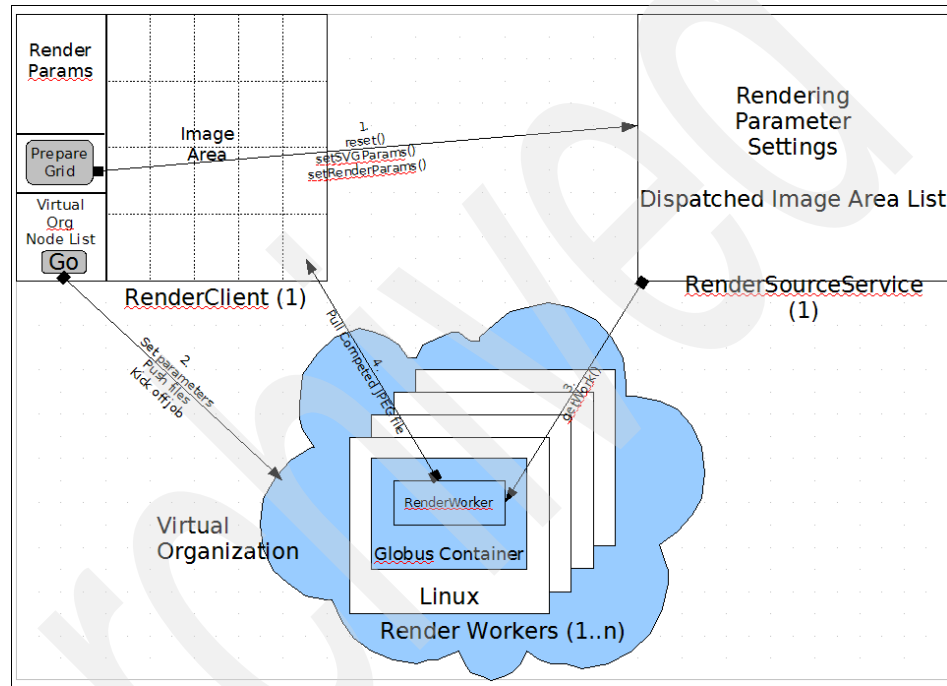 Render
Params
Prepare
Grid
Virtual
Org
Node List
Go
Image
Area
RenderClient (1)
1.
reset()
setSVGParams()
setRenderParams()
Rendering
Parameter
Settings
Dispatched Image Area List
RenderSourceService
(1)
2.
Set parameters
Push files
Kick off job
4.
Pull Competed JPEG file
3.
getWork()
RenderWorker
Globus Container
Linux
Render Workers (1..n)
Virtual
Organization